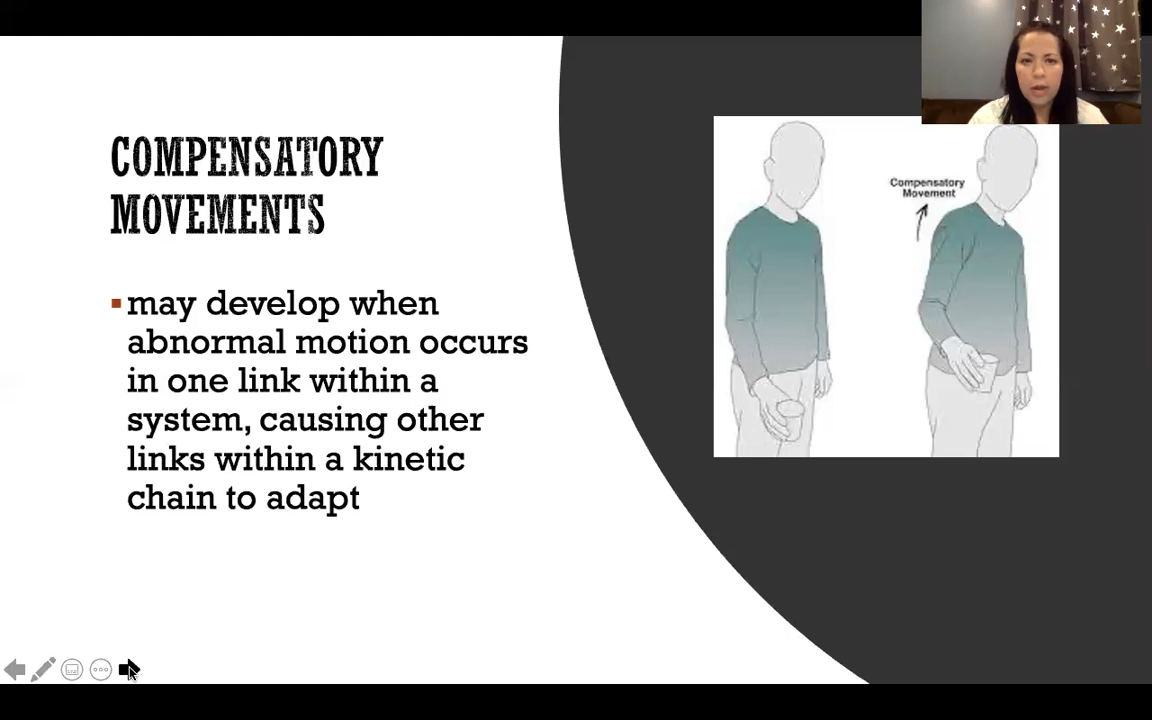 COMPENSATORY
MOVEMENTS
may develop when
abnormal motion occurs
in one link within a
system, causing other
links within a kinetic
chain to adapt
Compensatory
Movement